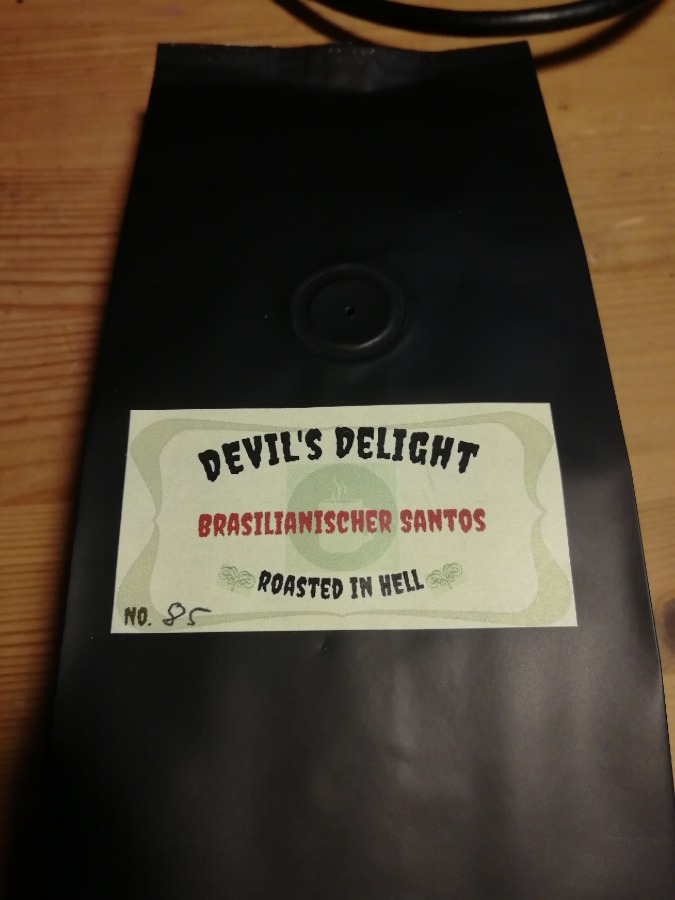 DEVIL'S DELIGHT
BRASILIANISCHER SANTOS
ROASTED IN HELL
NO. 85